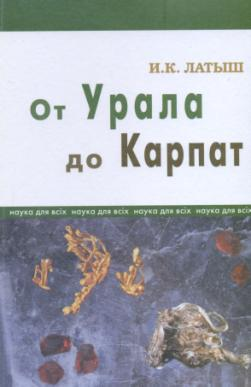 И.К. ЛАТЫШ
От Урала
до Карпат
наука для всіх наука для всіх наука для всіх наука для всіх